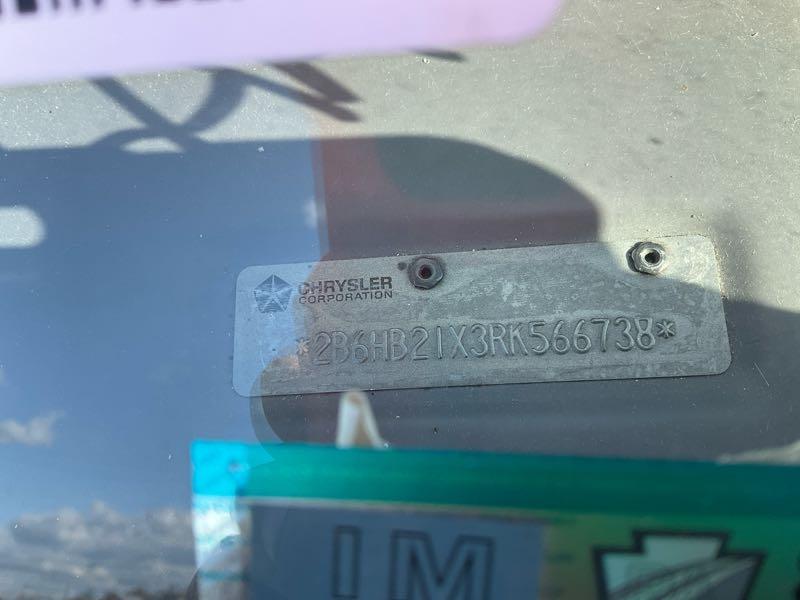 CHRYSLER
CORPORATION
*2B6HB21X3RK566738*
IM